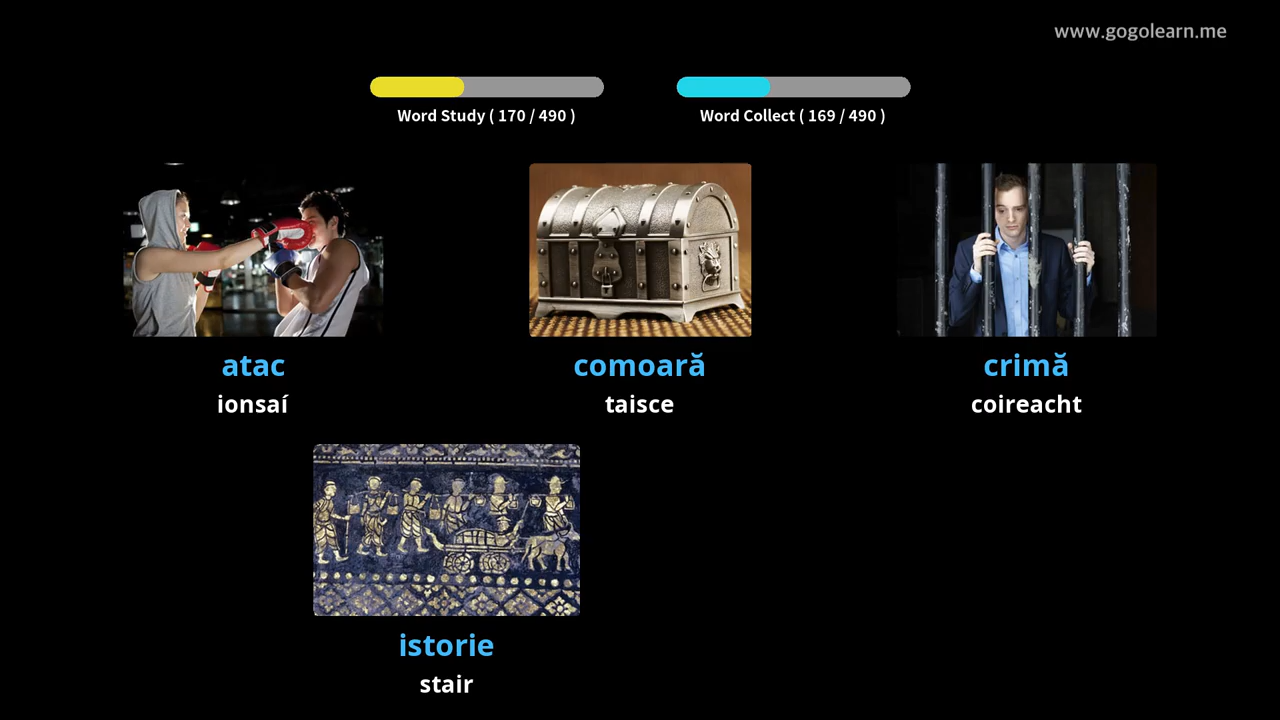 www.gogolearn.me
Word Study ( 170 / 490 )
Word Collect ( 169 / 490 )
atac
ionsaí
comoară
taisce
crimă
coireacht
istorie
stair